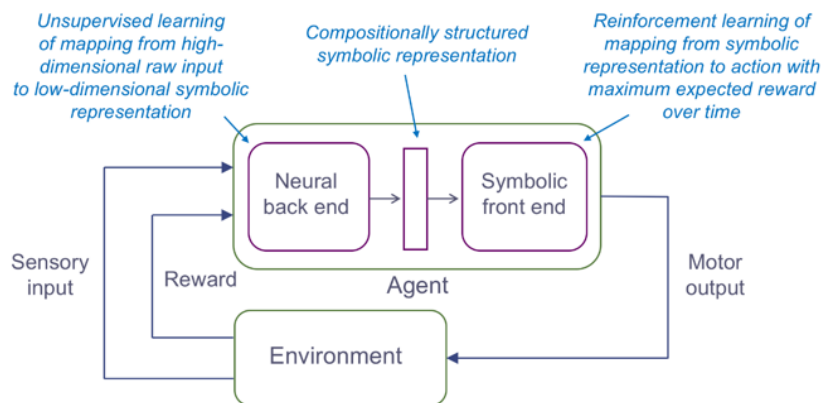 Unsupervised learning
of mapping from high-
dimensional raw input
to low-dimensional symbolic
representation
Compositionally structured
symbolic representation
Reinforcement learning of
mapping from symbolic
representation to action with
maximum expected reward
over time
Neural
back end
Symbolic
front end
Sensory
input
Reward
Agent
Motor
output
Environment